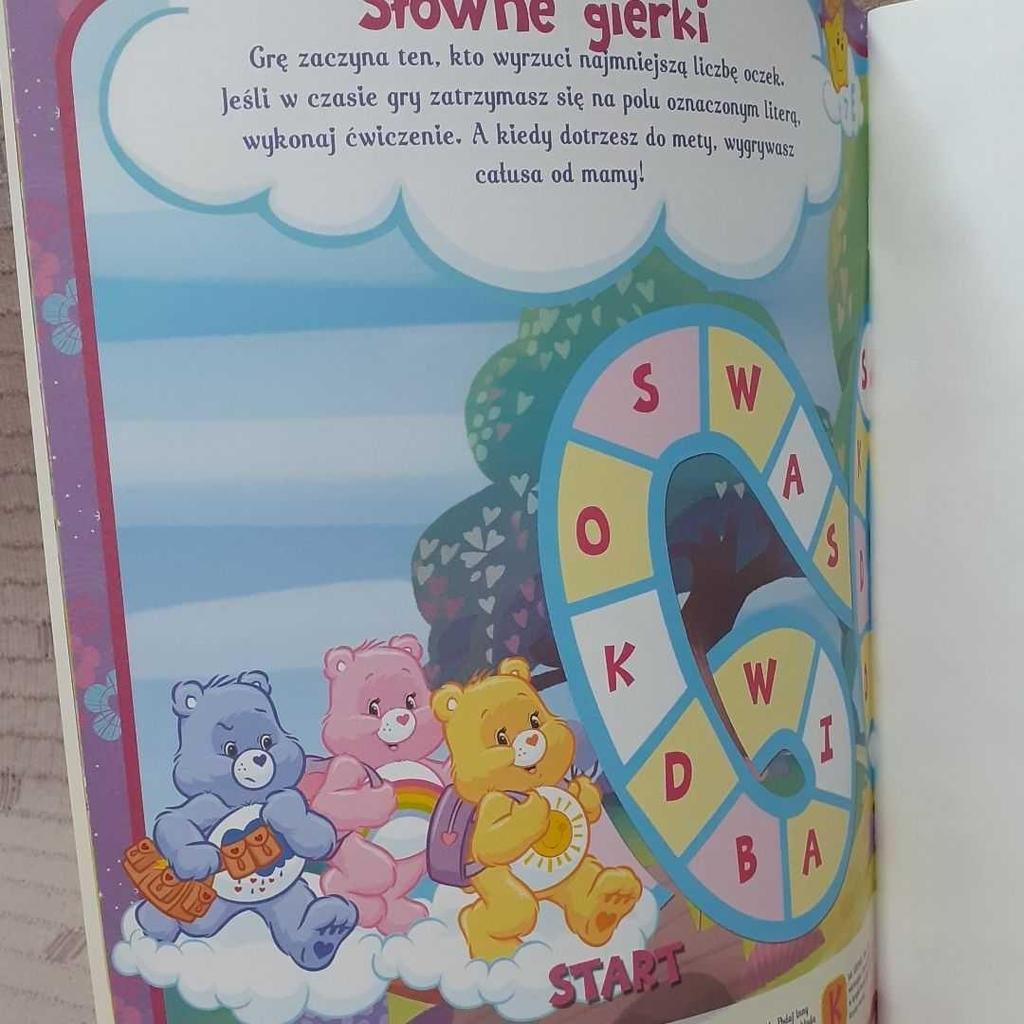 Słowne gierki
Grę zaczyna ten, kto wyrzuci najmniejszą liczbę oczek.
Jeśli w czasie gry zatrzymasz się na polu oznaczonym literą,
wykonaj ćwiczenie. A kiedy dotrzesz do mety, wygrywasz
całusa od mamy!
S
W
A
S
O
K
D
B
A
I
W
START
K